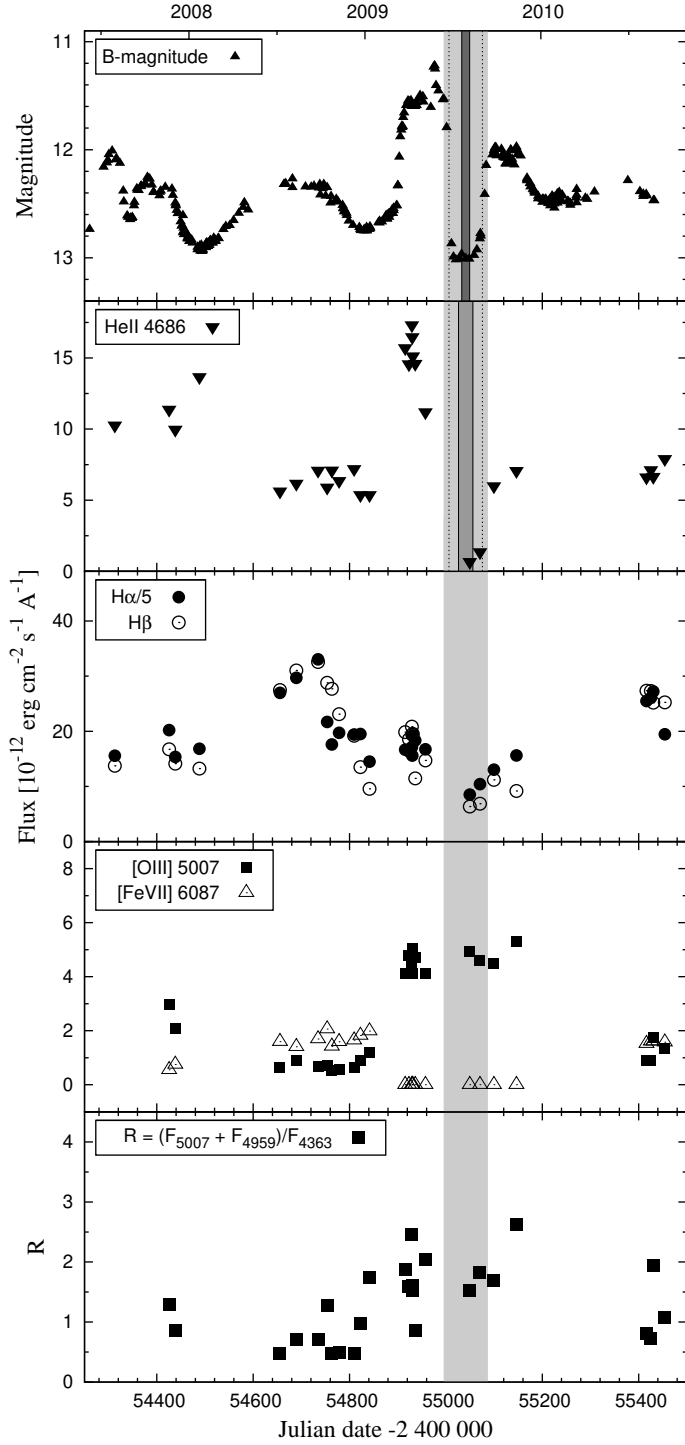 2008 2009 2010
B-magnitude
11
12
13
Magnitude
HeII 4686
15
10
5
0
Hα/5
Hβ
40
20
0
Flux [10⁻¹² erg cm⁻² s⁻¹ A⁻¹]
[OIII] 5007
[FeVII] 6087
8
6
4
2
0
R = (F₅₀₀₇ + F₄₉₅₉)/F₄₃₆₃
4
3
2
1
0
R
54400 54600 54800 55000 55200 55400
Julian date -2 400 000